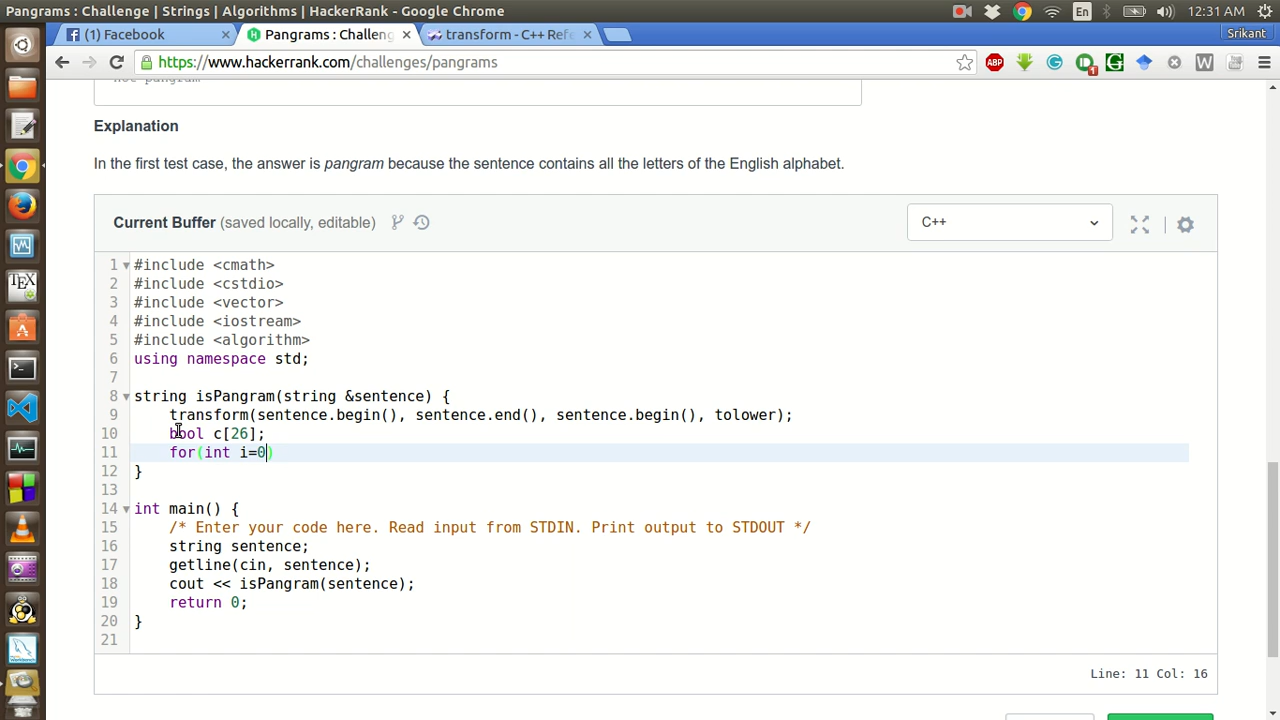 Pangrams : Challenge | Strings | Algorithms | HackerRank - Google Chrome
En
12:31 AM
(1) Facebook
Pangrams : Challeng
transform - C++ Refe
Srikant
https://www.hackerrank.com/challenges/pangrams
ABP
1
not pangram
Explanation
In the first test case, the answer is pangram because the sentence contains all the letters of the English alphabet.
Current Buffer (saved locally, editable)
C++
1 #include <cmath>
2 #include <cstdio>
3 #include <vector>
4 #include <iostream>
5 #include <algorithm>
6 using namespace std;
7
8 string isPangram(string &sentence) {
9 transform(sentence.begin(), sentence.end(), sentence.begin(), tolower);
10 bool c[26];
11 for(int i=0)
12 }
13
14 int main() {
15 /* Enter your code here. Read input from STDIN. Print output to STDOUT */
16 string sentence;
17 getline(cin, sentence);
18 cout << isPangram(sentence);
19 return 0;
20 }
21
Line: 11 Col: 16